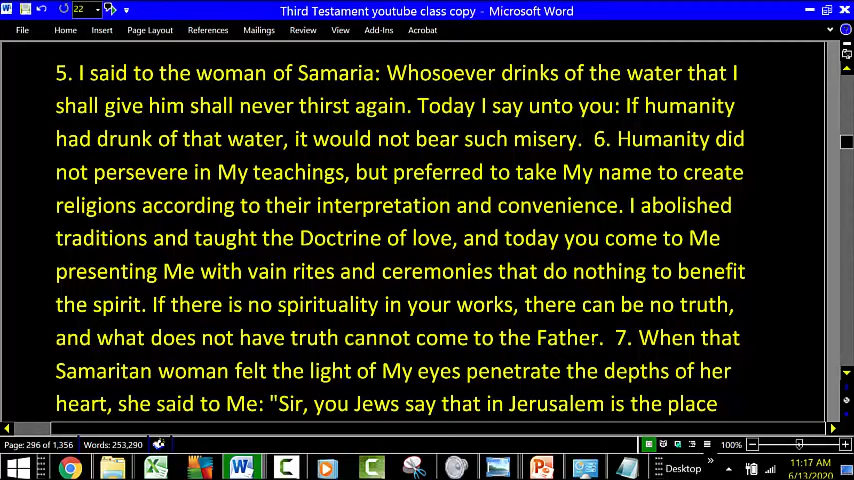 22
Third Testament youtube class copy - Microsoft Word
File Home Insert Page Layout References Mailings Review View Add-Ins Acrobat
5. I said to the woman of Samaria: Whosoever drinks of the water that I
shall give him shall never thirst again. Today I say unto you: If humanity
had drunk of that water, it would not bear such misery. 6. Humanity did
not persevere in My teachings, but preferred to take My name to create
religions according to their interpretation and convenience. I abolished
traditions and taught the Doctrine of love, and today you come to Me
presenting Me with vain rites and ceremonies that do nothing to benefit
the spirit. If there is no spirituality in your works, there can be no truth,
and what does not have truth cannot come to the Father. 7. When that
Samaritan woman felt the light of My eyes penetrate the depths of her
heart, she said to Me: "Sir, you Jews say that in Jerusalem is the place
Page: 296 of 1,356 Words: 253,290 100%
Desktop
11:17 AM
6/13/2020